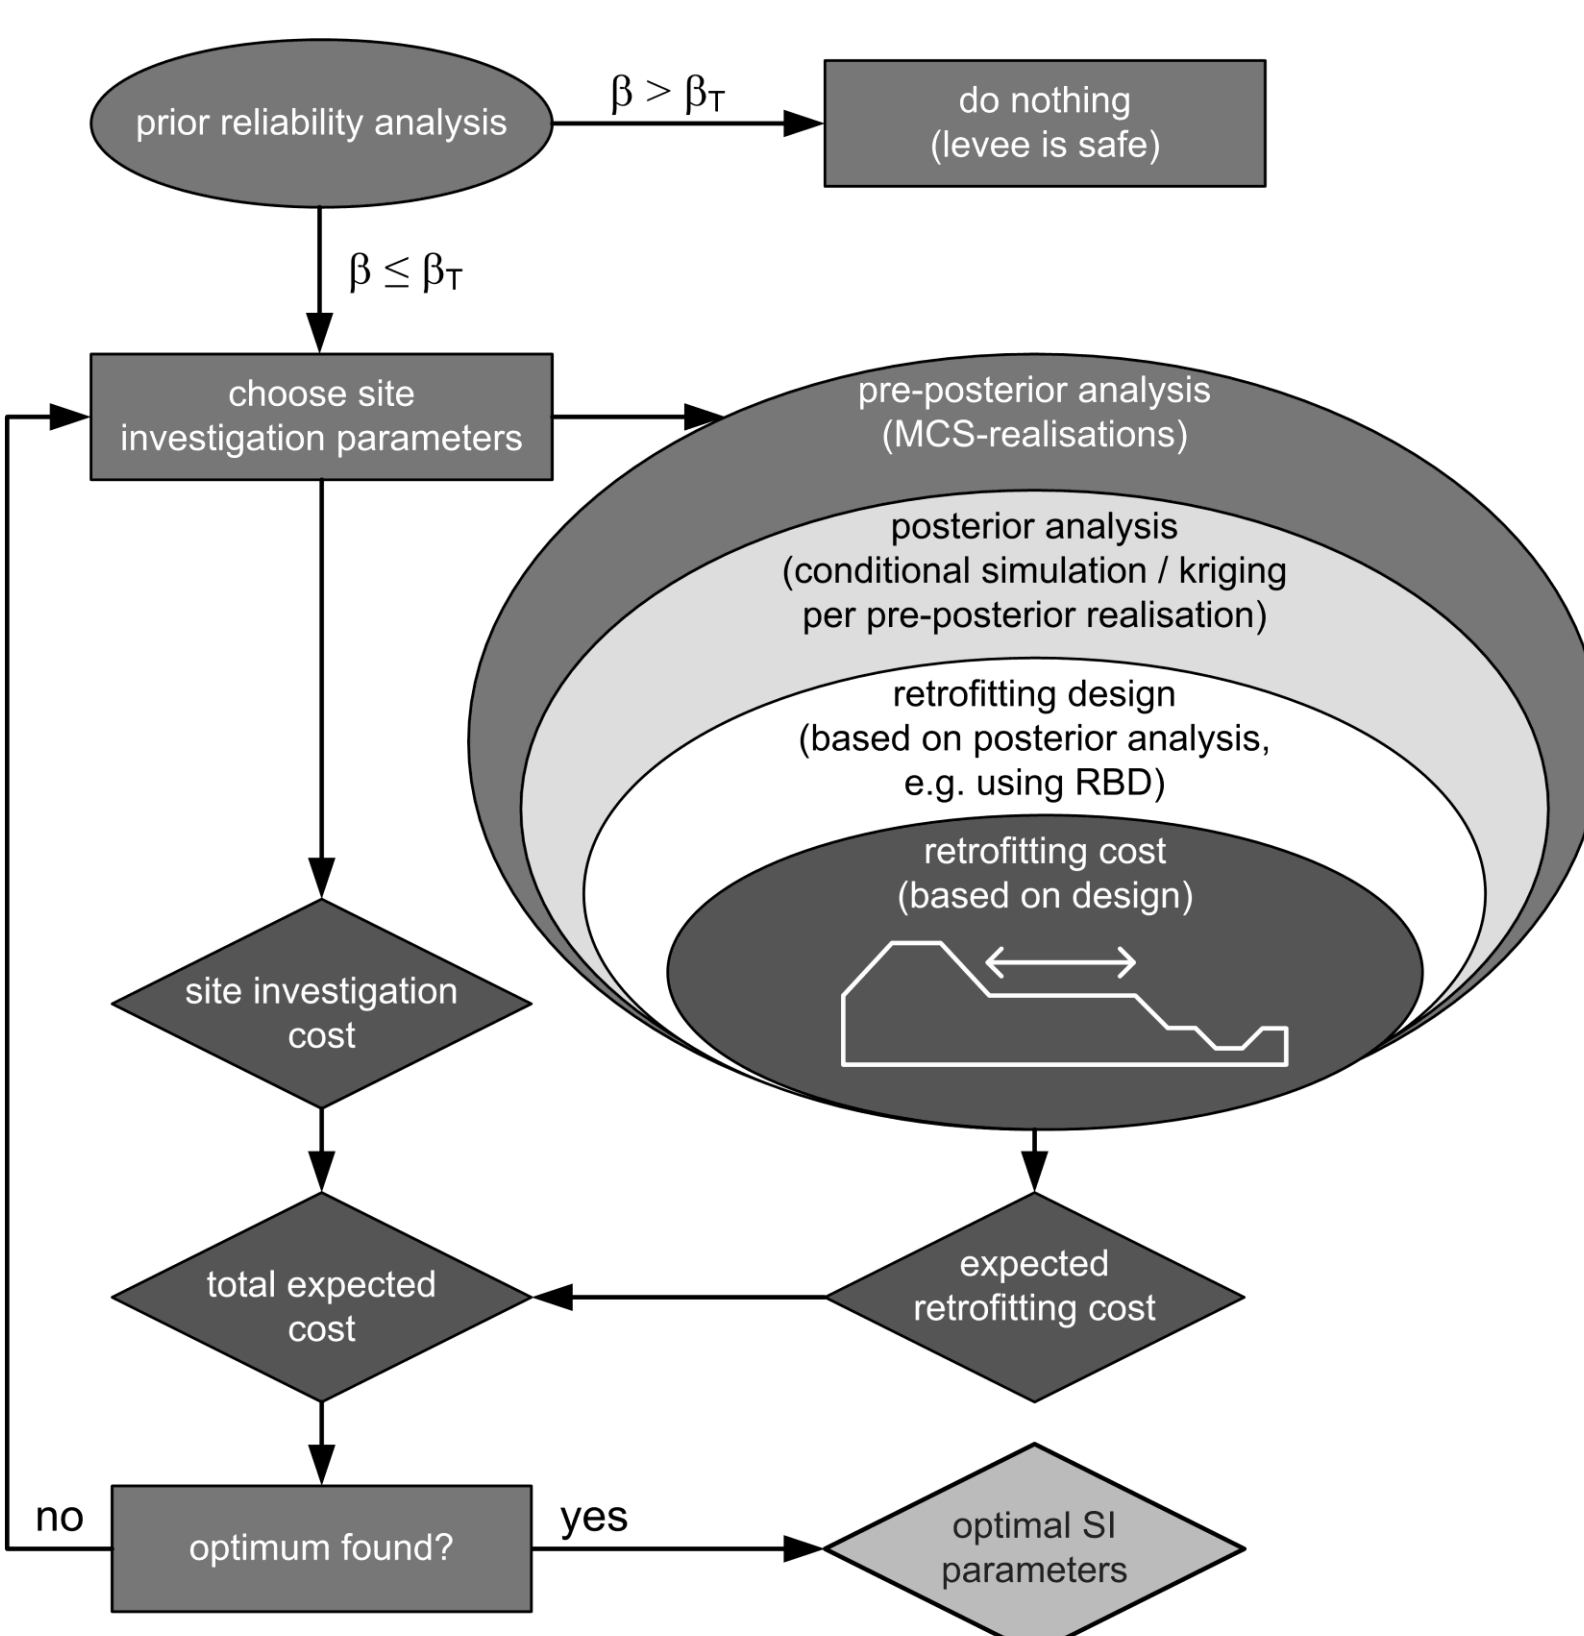 prior reliability analysis
β > βT
do nothing
(levee is safe)
β ≤ βT
choose site
investigation parameters
pre-posterior analysis
(MCS-realisations)
posterior analysis
(conditional simulation / kriging
per pre-posterior realisation)
retrofitting design
(based on posterior analysis,
e.g. using RBD)
retrofitting cost
(based on design)
site investigation
cost
total expected
cost
expected
retrofitting cost
no
optimum found?
yes
optimal SI
parameters